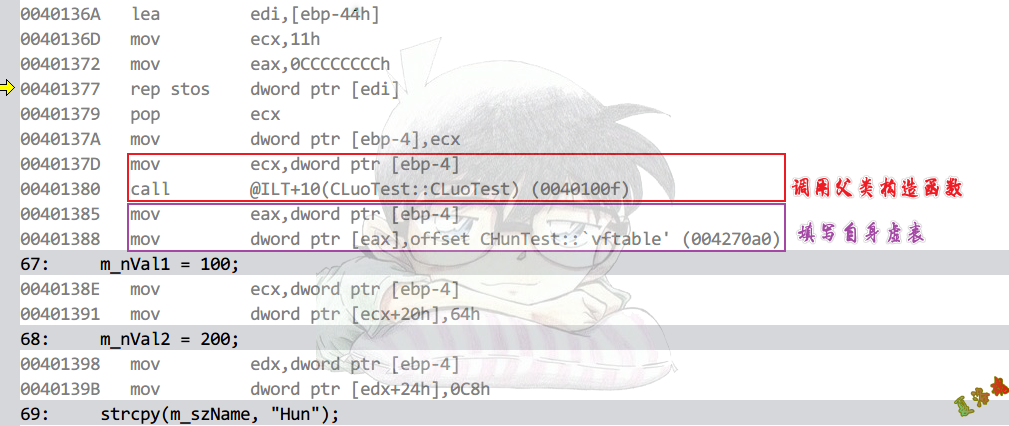 0040136A lea edi,[ebp-44h]
0040136D mov ecx,11h
00401372 mov eax,0CCCCCCCCh
00401377 rep stos dword ptr [edi]
00401379 pop ecx
0040137A mov dword ptr [ebp-4],ecx
0040137D mov ecx,dword ptr [ebp-4]
00401380 call @ILT+10(CLuoTest::CLuoTest) (0040100f)
调用父类构造函数
00401385 mov eax,dword ptr [ebp-4]
00401388 mov dword ptr [eax],offset CHunTest::`vftable' (004270a0)
填写自身虚表
67: m_nVal1 = 100;
0040138E mov ecx,dword ptr [ebp-4]
00401391 mov dword ptr [ecx+20h],64h
68: m_nVal2 = 200;
00401398 mov edx,dword ptr [ebp-4]
0040139B mov dword ptr [edx+24h],0C8h
69: strcpy(m_szName, "Hun");